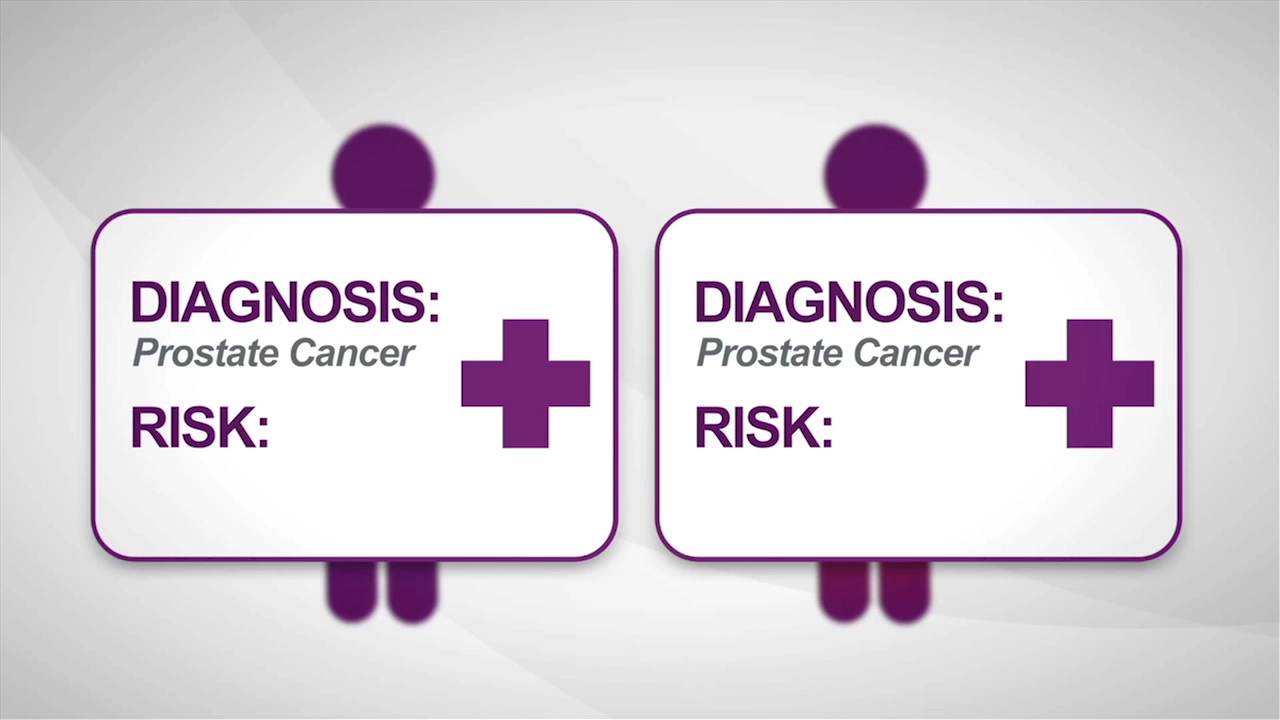 DIAGNOSIS:
Prostate Cancer
RISK:
DIAGNOSIS:
Prostate Cancer
RISK: